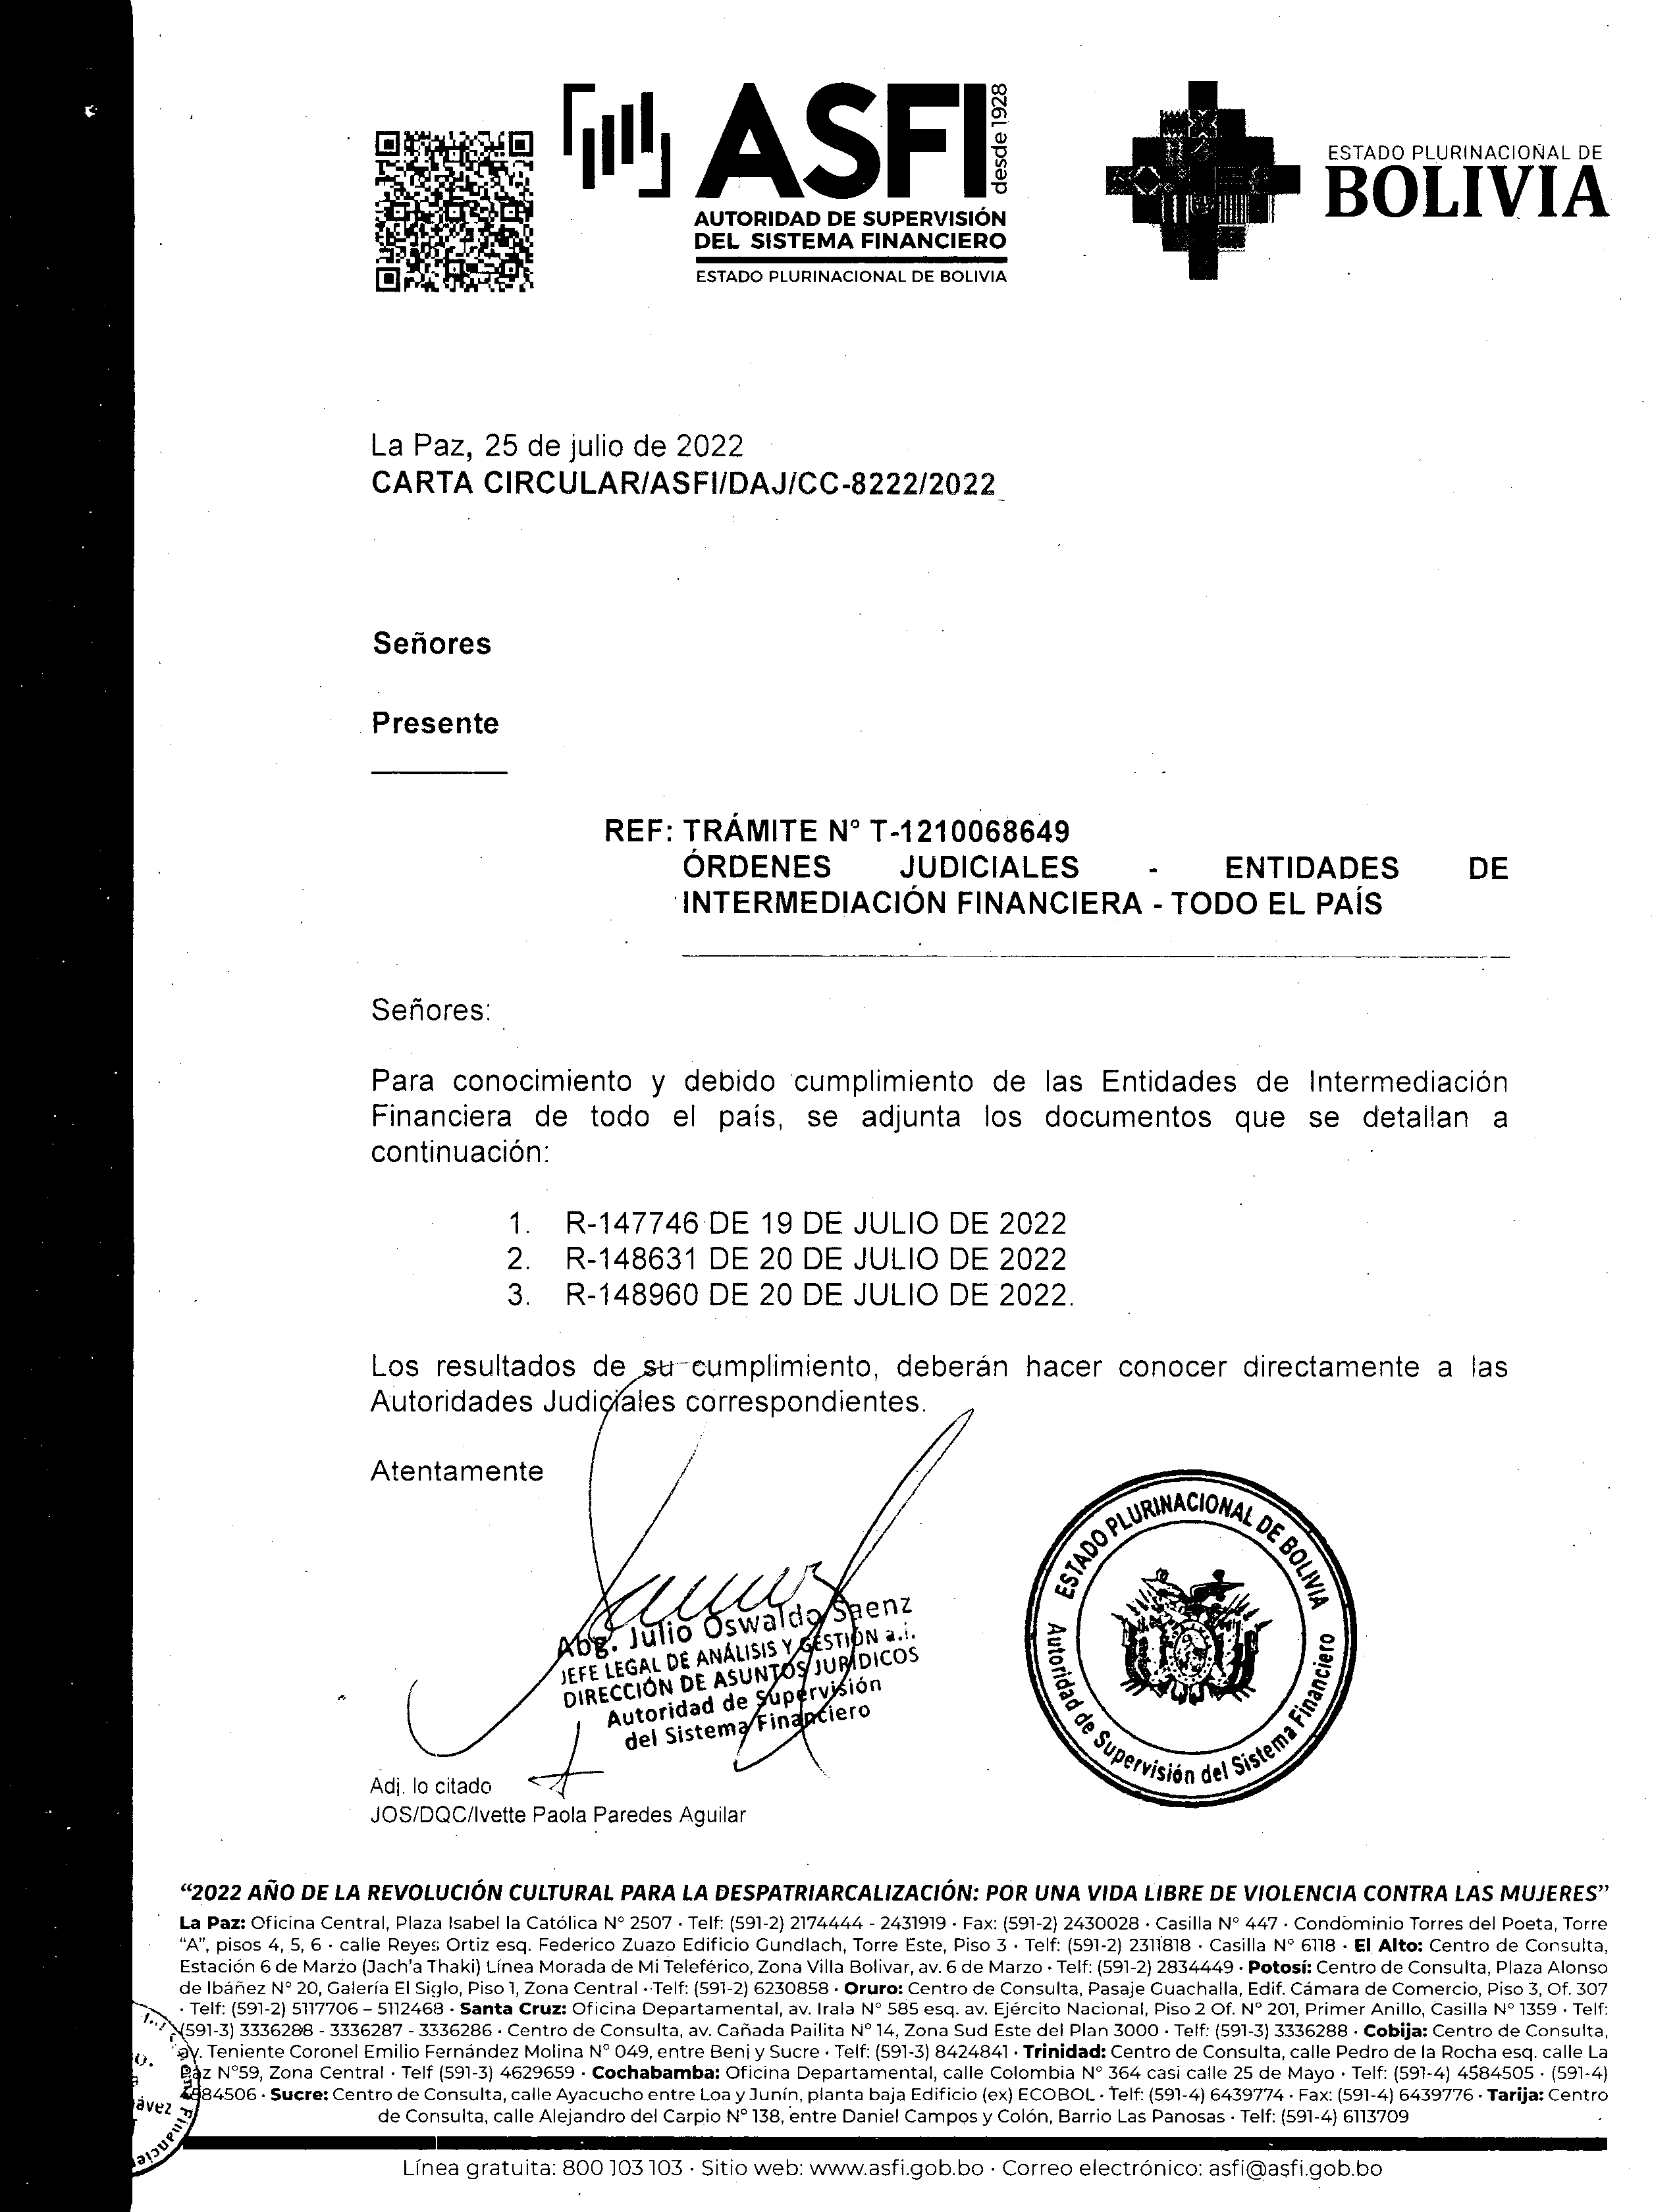 ASFI
desde 1928
AUTORIDAD DE SUPERVISIÓN
DEL SISTEMA FINANCIERO
ESTADO PLURINACIONAL DE BOLIVIA
ESTADO PLURINACIONAL DE
BOLIVIA
La Paz, 25 de julio de 2022
CARTA CIRCULAR/ASFI/DAJ/CC-8222/2022
Señores
Presente
REF: TRÁMITE N° T-1210068649
ÓRDENES JUDICIALES - ENTIDADES DE
INTERMEDIACIÓN FINANCIERA - TODO EL PAÍS
Señores:
Para conocimiento y debido cumplimiento de las Entidades de Intermediación
Financiera de todo el país, se adjunta los documentos que se detallan a
continuación:
1. R-147746 DE 19 DE JULIO DE 2022
2. R-148631 DE 20 DE JULIO DE 2022
3. R-148960 DE 20 DE JULIO DE 2022.
Los resultados de su cumplimiento, deberán hacer conocer directamente a las
Autoridades Judiciales correspondientes.
Atentamente
Abg. Julio Oswaldo Saenz
JEFE LEGAL DE ANÁLISIS Y GESTIÓN a.i.
DIRECCIÓN DE ASUNTOS JURÍDICOS
Autoridad de Supervisión
del Sistema Financiero
ESTADO PLURINACIONAL DE BOLIVIA
Autoridad de Supervisión del Sistema Financiero
Adj. lo citado
JOS/DQC/Ivette Paola Paredes Aguilar
“2022 AÑO DE LA REVOLUCIÓN CULTURAL PARA LA DESPATRIARCALIZACIÓN: POR UNA VIDA LIBRE DE VIOLENCIA CONTRA LAS MUJERES”
La Paz: Oficina Central, Plaza Isabel la Católica N° 2507 · Telf: (591-2) 2174444 - 2431919 · Fax: (591-2) 2430028 · Casilla N° 447 · Condominio Torres del Poeta, Torre
“A”, pisos 4, 5, 6 · calle Reyes Ortiz esq. Federico Zuazo Edificio Gundlach, Torre Este, Piso 3 · Telf: (591-2) 2311818 · Casilla N° 6118 · El Alto: Centro de Consulta,
Estación 6 de Marzo (Jach’a Thaki) Línea Morada de Mi Teleférico, Zona Villa Bolivar, av. 6 de Marzo · Telf: (591-2) 2834449 · Potosí: Centro de Consulta, Plaza Alonso
de Ibáñez N° 20, Galería El Siglo, Piso 1, Zona Central · Telf: (591-2) 6230858 · Oruro: Centro de Consulta, Pasaje Guachalla, Edif. Cámara de Comercio, Piso 3, Of. 307
· Telf: (591-2) 5117706 – 5112468 · Santa Cruz: Oficina Departamental, av. Irala N° 585 esq. av. Ejército Nacional, Piso 2 Of. N° 201, Primer Anillo, Casilla N° 1359 · Telf:
(591-3) 3336288 - 3336287 - 3336286 · Centro de Consulta, av. Cañada Pailita N° 14, Zona Sud Este del Plan 3000 · Telf: (591-3) 3336288 · Cobija: Centro de Consulta,
av. Teniente Coronel Emilio Fernández Molina N° 049, entre Beni y Sucre · Telf: (591-3) 8424841 · Trinidad: Centro de Consulta, calle Pedro de la Rocha esq. calle La
Paz N°59, Zona Central · Telf (591-3) 4629659 · Cochabamba: Oficina Departamental, calle Colombia N° 364 casi calle 25 de Mayo · Telf: (591-4) 4584505 · (591-4)
4584506 · Sucre: Centro de Consulta, calle Ayacucho entre Loa y Junín, planta baja Edificio (ex) ECOBOL · Telf: (591-4) 6439774 · Fax: (591-4) 6439776 · Tarija: Centro
de Consulta, calle Alejandro del Carpio N° 138, entre Daniel Campos y Colón, Barrio Las Panosas · Telf: (591-4) 6113709
Línea gratuita: 800 103 103 · Sitio web: www.asfi.gob.bo · Correo electrónico: asfi@asfi.gob.bo